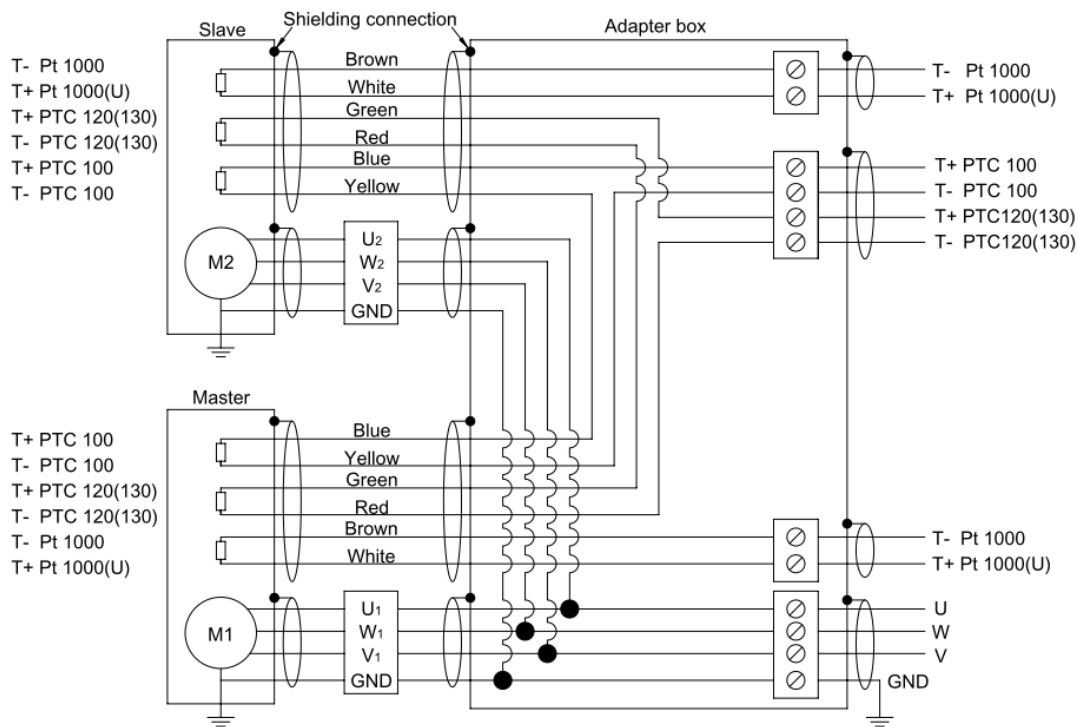 Shielding connection
Slave
Adapter box
T- Pt 1000
T+ Pt 1000(U)
T+ PTC 120(130)
T- PTC 120(130)
T+ PTC 100
T- PTC 100
Brown
White
Green
Red
Blue
Yellow
T- Pt 1000
T+ Pt 1000(U)
T+ PTC 100
T- PTC 100
T+ PTC120(130)
T- PTC120(130)
M2
U2
W2
V2
GND
Master
T+ PTC 100
T- PTC 100
T+ PTC 120(130)
T- PTC 120(130)
T- Pt 1000
T+ Pt 1000(U)
Blue
Yellow
Green
Red
Brown
White
T- Pt 1000
T+ Pt 1000(U)
M1
U1
W1
V1
GND
U
W
V
GND